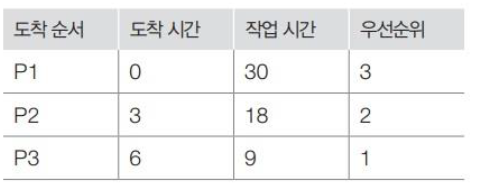 도착 순서 도착 시간 작업 시간 우선순위
P1 0 30 3
P2 3 18 2
P3 6 9 1